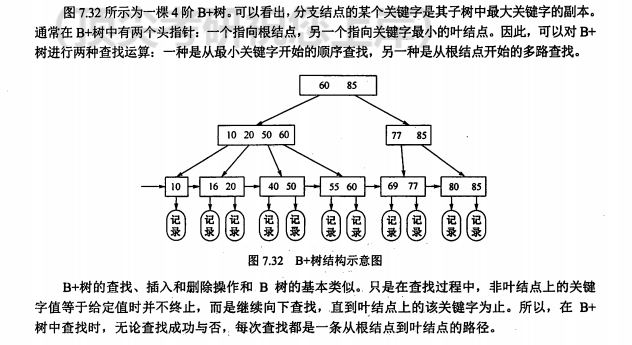 图 7.32 所示为一棵 4 阶 B+树。可以看出，分支结点的某个关键字是其子树中最大关键字的副本。
通常在 B+树中有两个头指针：一个指向根结点，另一个指向关键字最小的叶结点。因此，可以对 B+
树进行两种查找运算：一种是从最小关键字开始的顺序查找，另一种是从根结点开始的多路查找。
60 85
10 20 50 60
77 85
10
16 20
40 50
55 60
69 77
80 85
记录
记录
记录
记录
记录
记录
记录
记录
记录
记录
记录
图 7.32 B+树结构示意图
B+树的查找、插入和删除操作和 B 树的基本类似。只是在查找过程中，非叶结点上的关键
字值等于给定值时并不终止，而是继续向下查找，直到叶结点上的该关键字为止。所以，在 B+
树中查找时，无论查找成功与否，每次查找都是一条从根结点到叶结点的路径。